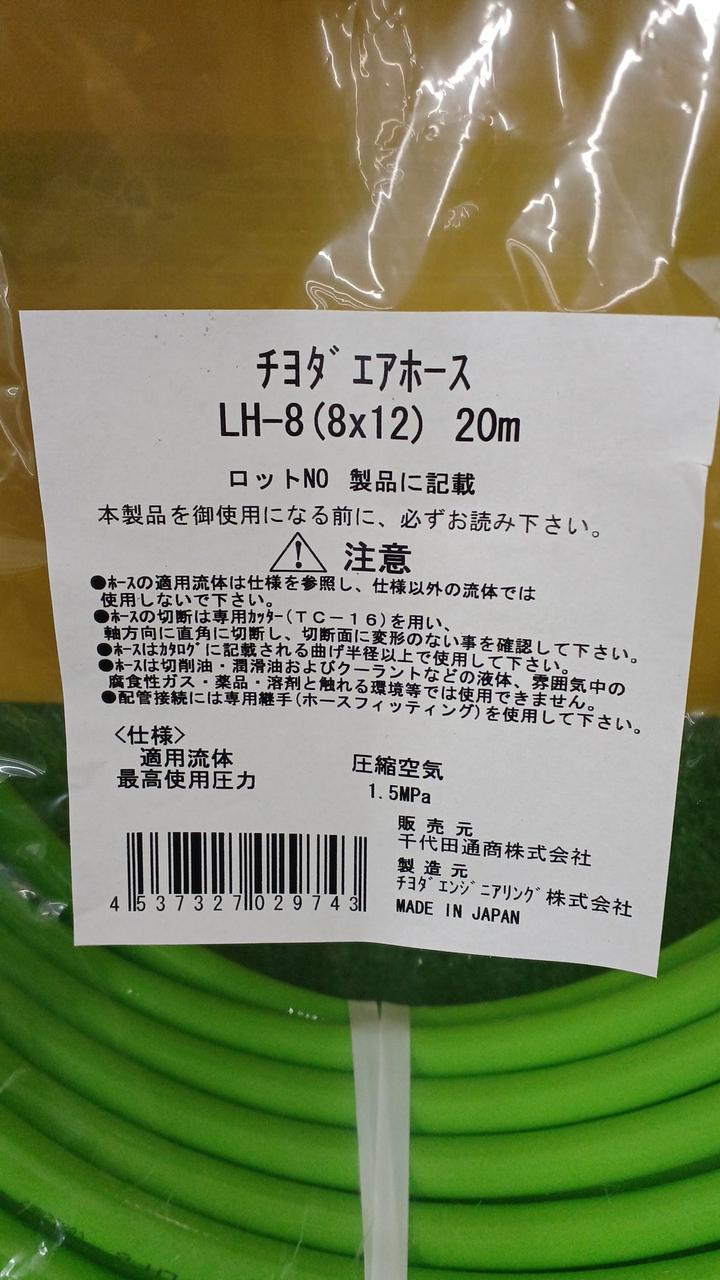 ﾁﾖﾀﾞ ｴｱﾎｰｽ
LH-8(8x12) 20m
ロットNO 製品に記載
本製品を御使用になる前に、必ずお読み下さい。
注意
●ﾎｰｽの適用流体は仕様を参照し、仕様以外の流体では
使用しないで下さい。
●ﾎｰｽの切断は専用ｶｯﾀｰ(TC－16)を用い、
軸方向に直角に切断し、切断面に変形のない事を確認して下さい。
●ﾎｰｽはｶﾀﾛｸﾞに記載される曲げ半径以上で使用して下さい。
●ﾎｰｽは切削油・潤滑油およびクーラントなどの液体、雰囲気中の
腐食性ガス・薬品・溶剤と触れる環境等では使用できません。
●配管接続には専用継手(ホースフィッティング)を使用して下さい。
<仕様>
適用流体 圧縮空気
最高使用圧力 1.5MPa
販売元
千代田通商株式会社
製造元
ﾁﾖﾀﾞｴﾝｼﾞﾆｱﾘﾝｸﾞ株式会社
MADE IN JAPAN
4 537327 029743